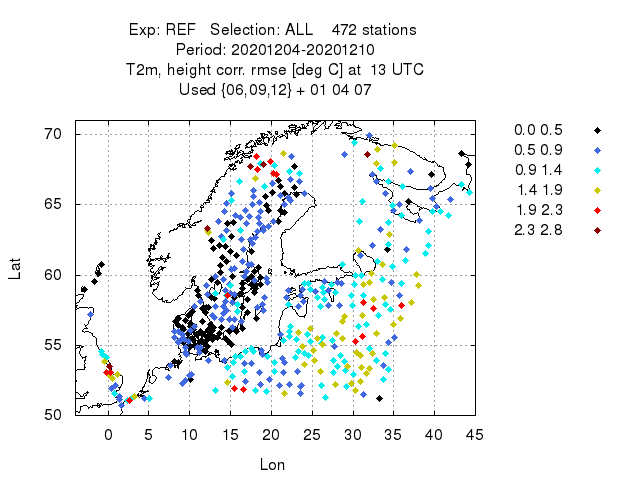 Exp: REF Selection: ALL 472 stations
Period: 20201204-20201210
T2m, height corr. rmse [deg C] at 13 UTC
Used {06,09,12} + 01 04 07
0.0 0.5
0.5 0.9
0.9 1.4
1.4 1.9
1.9 2.3
2.3 2.8
70
65
60
55
50
Lat
0 5 10 15 20 25 30 35 40 45
Lon